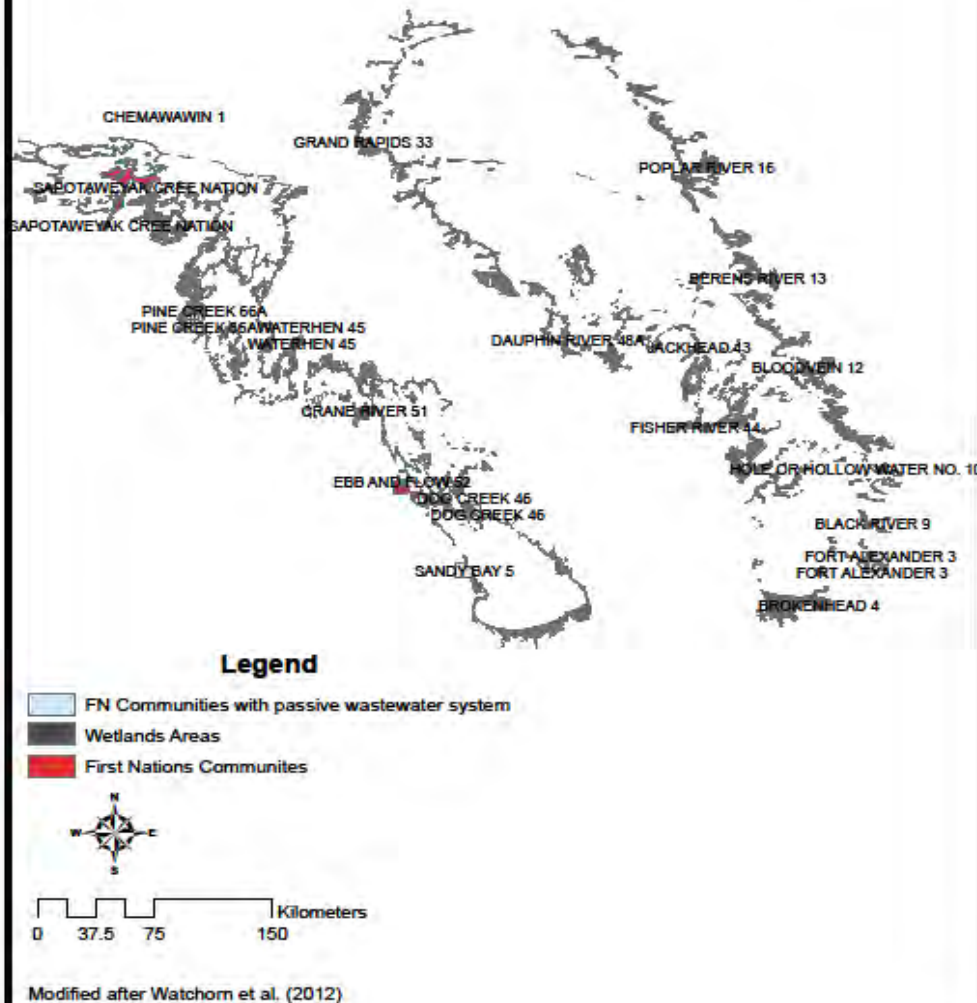 CHEMAWAWIN 1
GRAND RAPIDS 33
POPLAR RIVER 16
SAPOTAWEYAK CREE NATION
SAPOTAWEYAK CREE NATION
BERENS RIVER 13
PINE CREEK 66A
PINE CREEK 66A WATERHEN 45
WATERHEN 45
DAUPHIN RIVER 48A
JACKHEAD 43
BLOODVEIN 12
CRANE RIVER 51
FISHER RIVER 44
HOLE OR HOLLOW WATER NO. 10
EBB AND FLOW 52
DOG CREEK 46
DOG CREEK 46
BLACK RIVER 9
FORT ALEXANDER 3
FORT ALEXANDER 3
SANDY BAY 5
BROKENHEAD 4
Legend
FN Communities with passive wastewater system
Wetlands Areas
First Nations Communites
N
W E
S
Kilometers
0 37.5 75 150
Modified after Watchorn et al. (2012)